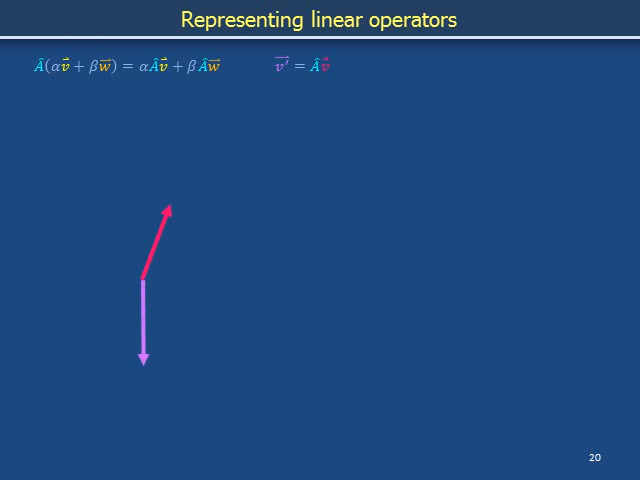 Representing linear operators
Â(αv⃗ + βw⃗) = αÂv⃗ + βÂw⃗ v⃗′ = Âv⃗
20